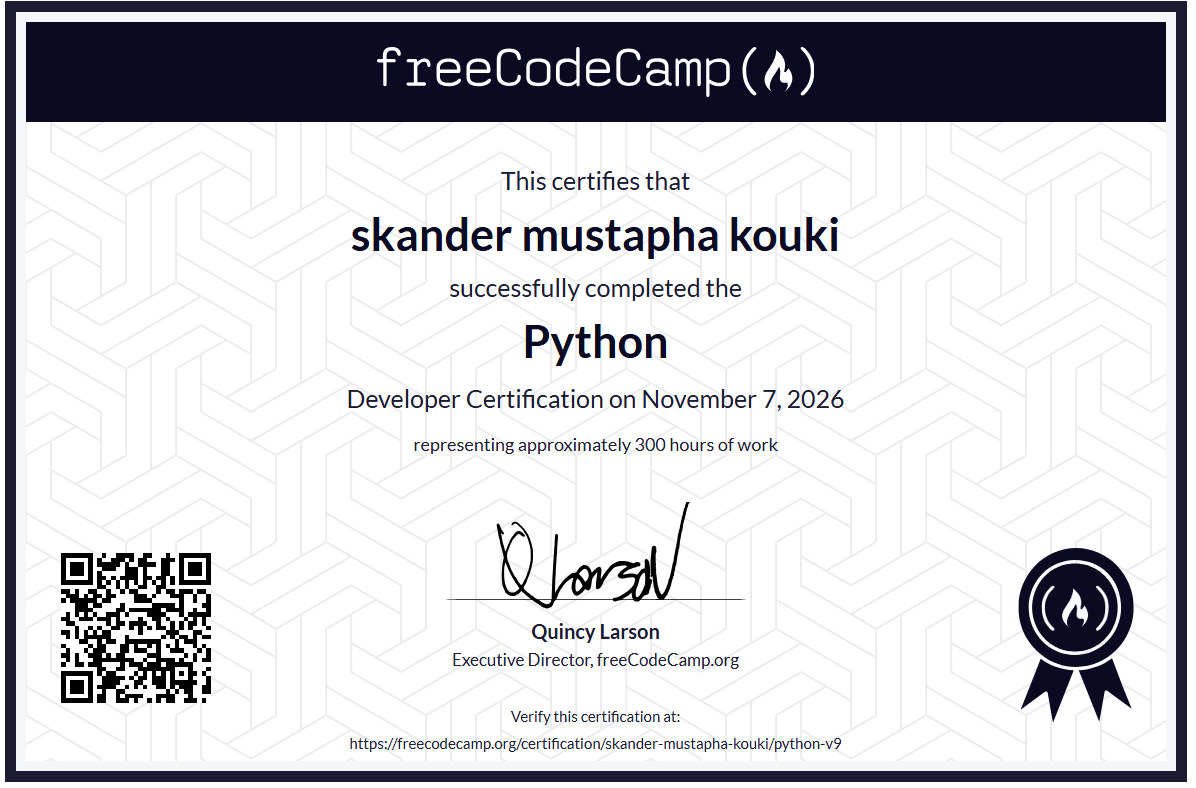 freeCodeCamp
This certifies that
skander mustapha kouki
successfully completed the
Python
Developer Certification on November 7, 2026
representing approximately 300 hours of work
Quincy Larson
Executive Director, freeCodeCamp.org
Verify this certification at:
https://freecodecamp.org/certification/skander-mustapha-kouki/python-v9